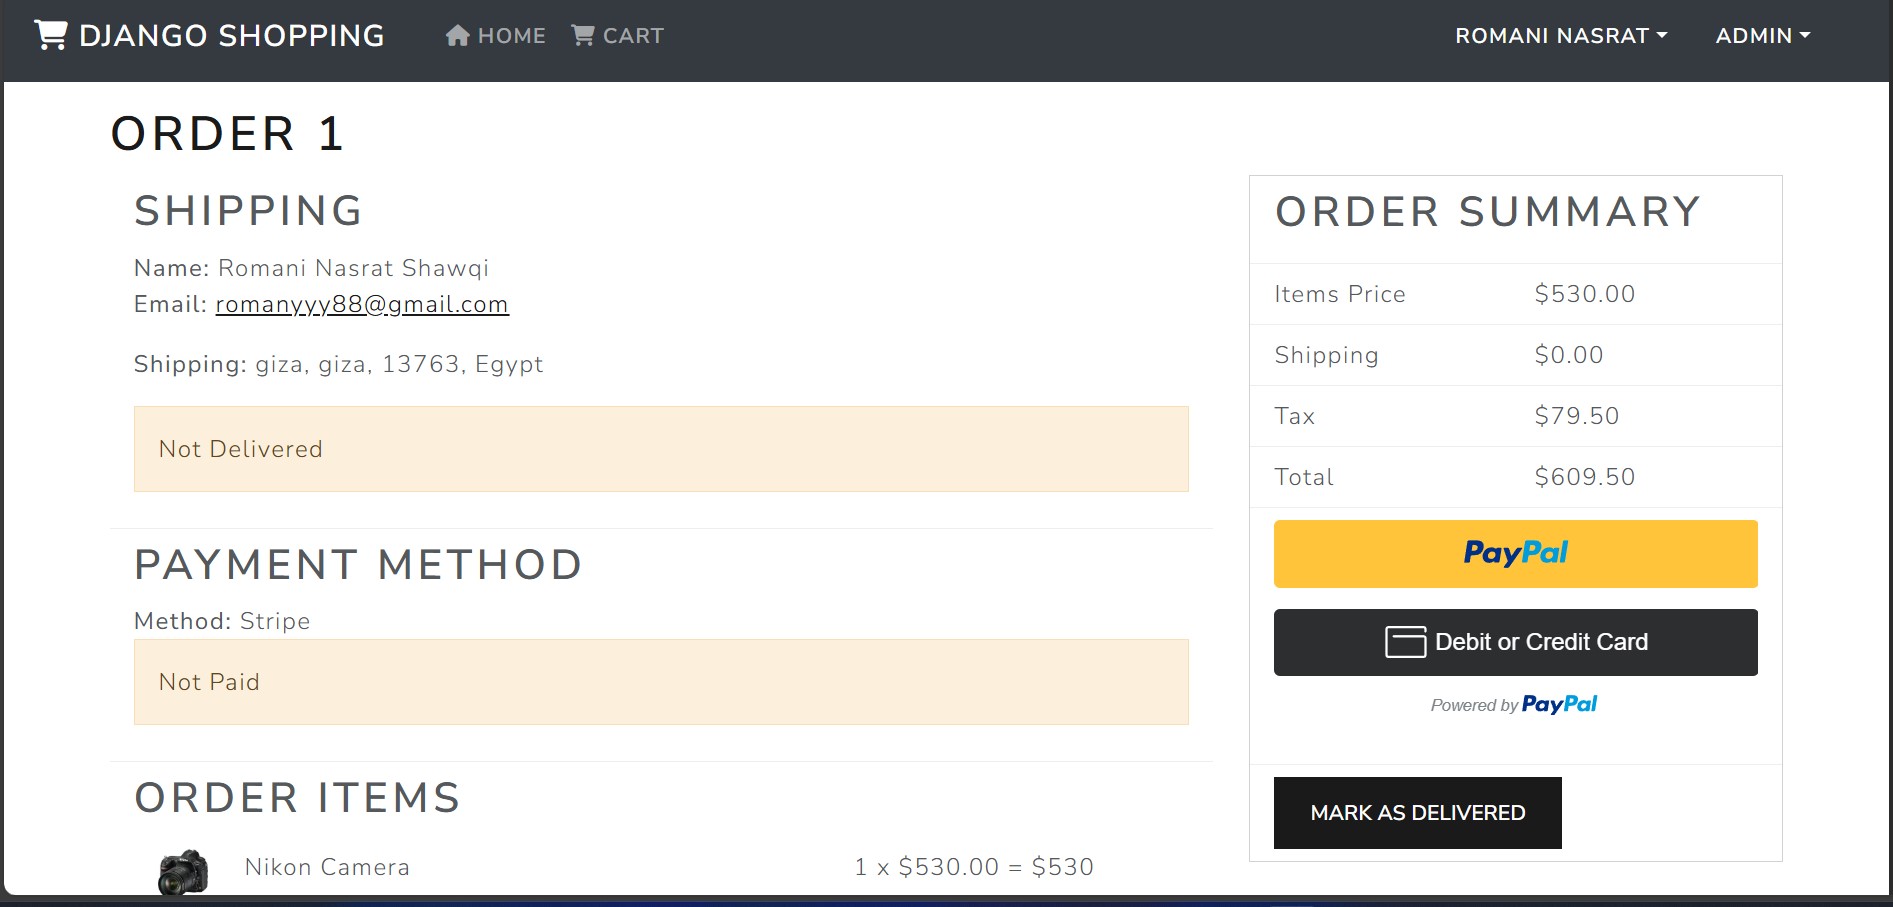 DJANGO SHOPPING HOME CART ROMANI NASRAT ADMIN
ORDER 1
SHIPPING
Name: Romani Nasrat Shawqi
Email: romanyyy88@gmail.com
Shipping: giza, giza, 13763, Egypt
Not Delivered
PAYMENT METHOD
Method: Stripe
Not Paid
ORDER ITEMS
Nikon Camera 1 x $530.00 = $530
ORDER SUMMARY
Items Price $530.00
Shipping $0.00
Tax $79.50
Total $609.50
PayPal
Debit or Credit Card
Powered by PayPal
MARK AS DELIVERED